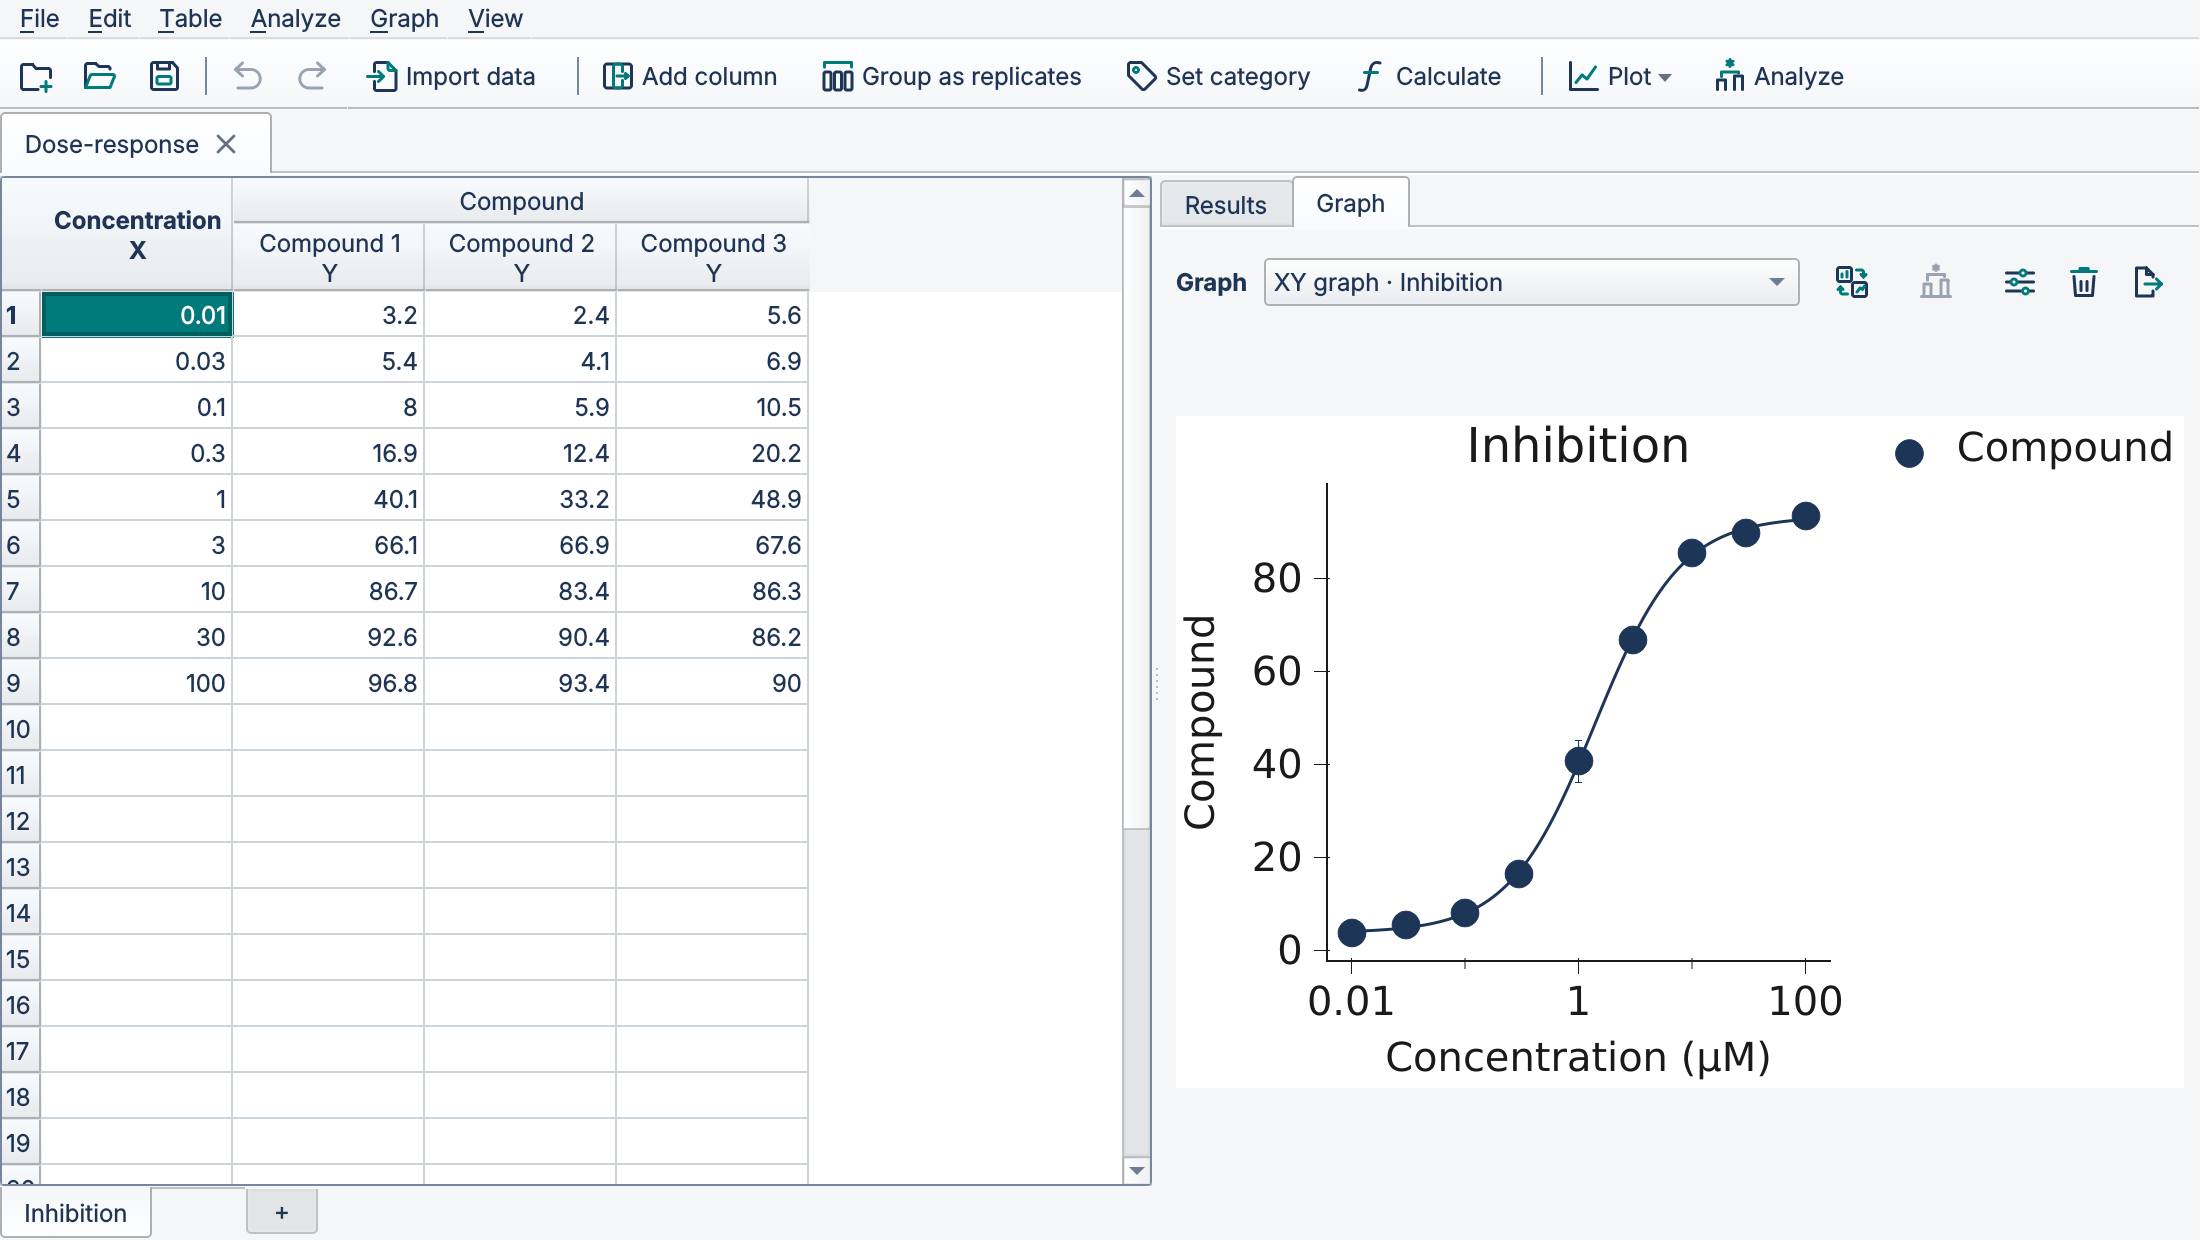 File Edit Table Analyze Graph View
Import data Add column Group as replicates Set category Calculate Plot Analyze
Dose-response
Concentration X
Compound
Compound 1 Y Compound 2 Y Compound 3 Y
1 0.01 3.2 2.4 5.6
2 0.03 5.4 4.1 6.9
3 0.1 8 5.9 10.5
4 0.3 16.9 12.4 20.2
5 1 40.1 33.2 48.9
6 3 66.1 66.9 67.6
7 10 86.7 83.4 86.3
8 30 92.6 90.4 86.2
9 100 96.8 93.4 90
10
11
12
13
14
15
16
17
18
19
Inhibition +
Results Graph
Graph XY graph · Inhibition
Inhibition
Compound
Compound
80
60
40
20
0
0.01 1 100
Concentration (µM)